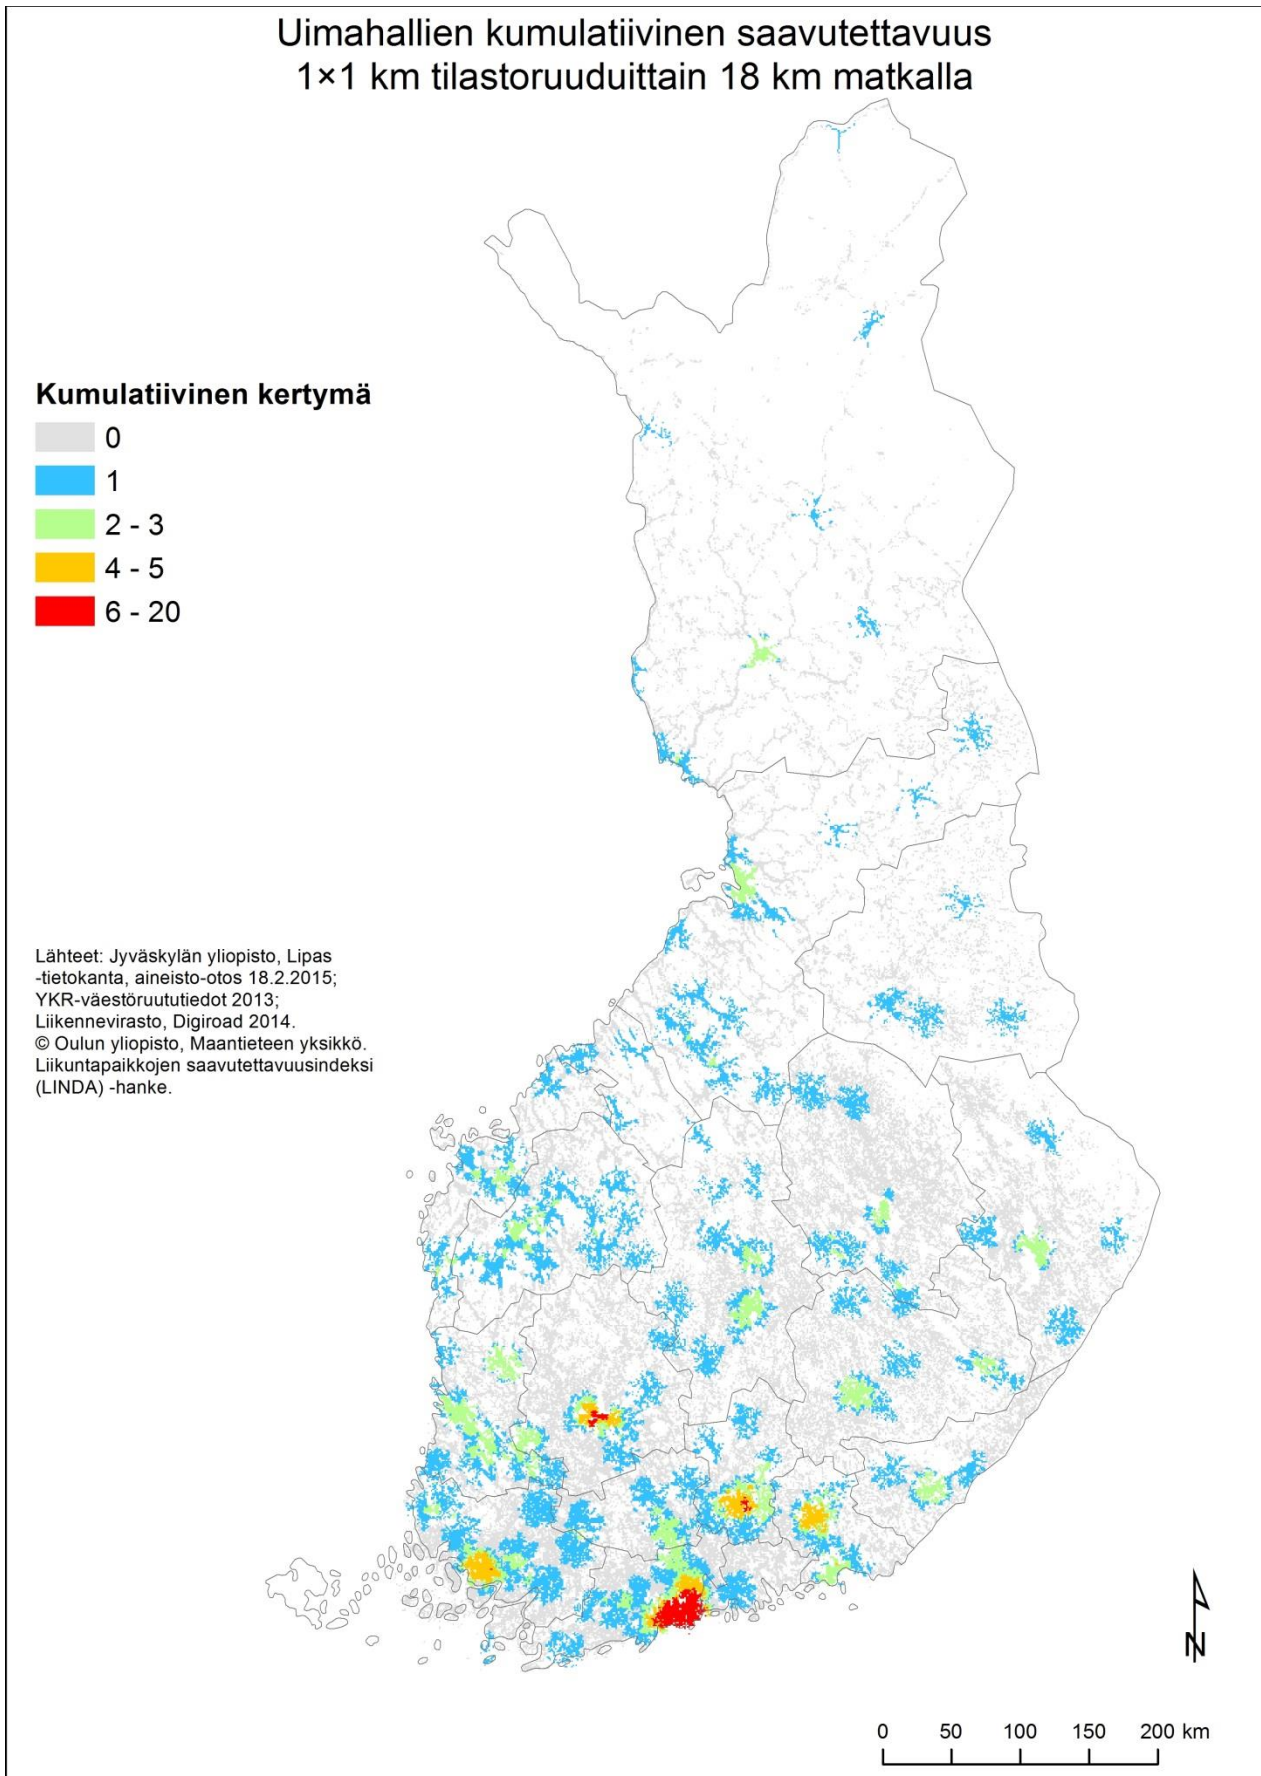 Uimahallien kumulatiivinen saavutettavuus
1×1 km tilastoruuduittain 18 km matkalla
Kumulatiivinen kertymä
0
1
2 - 3
4 - 5
6 - 20
Lähteet: Jyväskylän yliopisto, Lipas
-tietokanta, aineisto-otos 18.2.2015;
YKR-väestöruututiedot 2013;
Liikennevirasto, Digiroad 2014.
© Oulun yliopisto, Maantieteen yksikkö.
Liikuntapaikkojen saavutettavuusindeksi
(LINDA) -hanke.
N
0 50 100 150 200 km